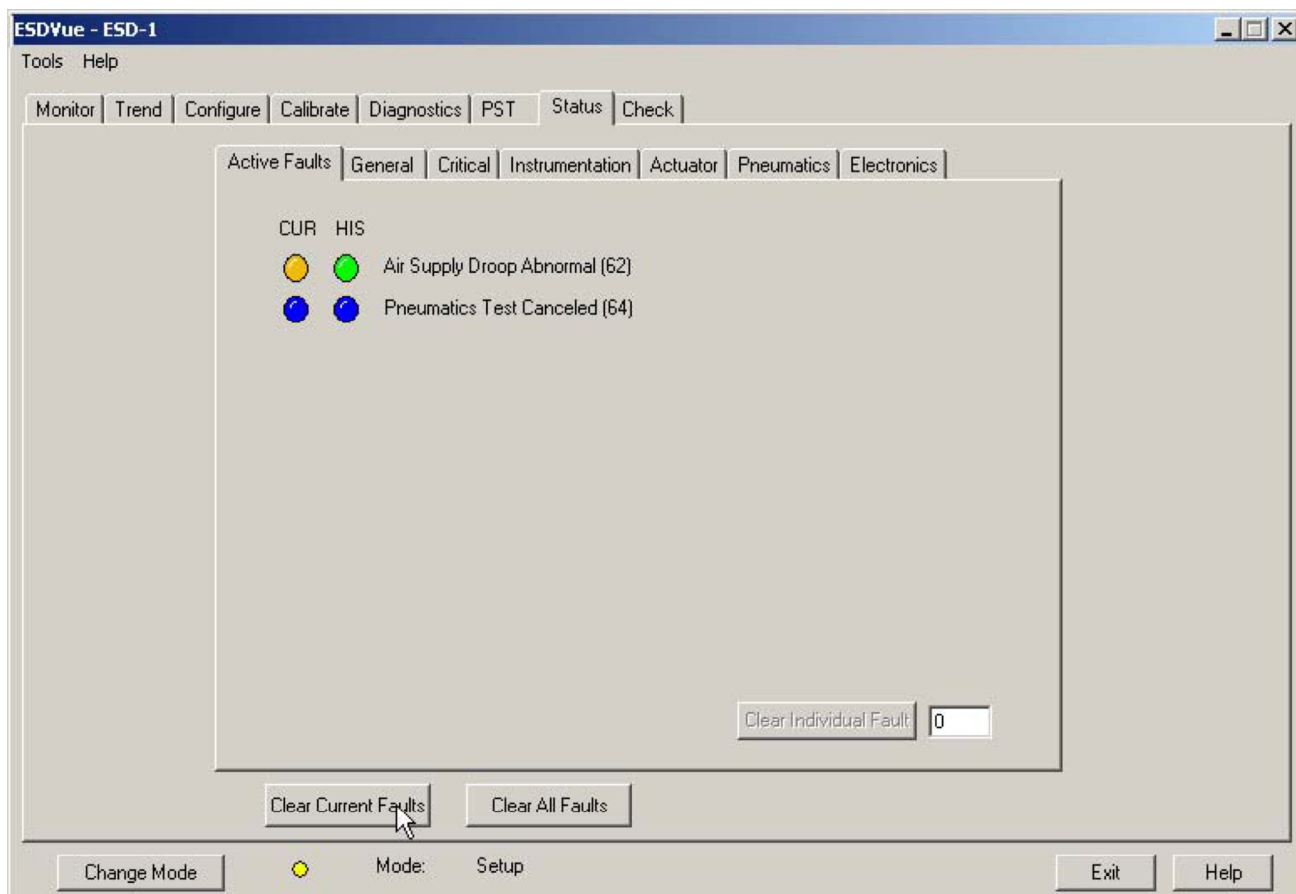 ESDVue - ESD-1
Tools Help
Monitor Trend Configure Calibrate Diagnostics PST Status Check
Active Faults General Critical Instrumentation Actuator Pneumatics Electronics
CUR HIS
Air Supply Droop Abnormal (62)
Pneumatics Test Canceled (64)
Clear Individual Fault 0
Clear Current Faults Clear All Faults
Change Mode Mode: Setup Exit Help